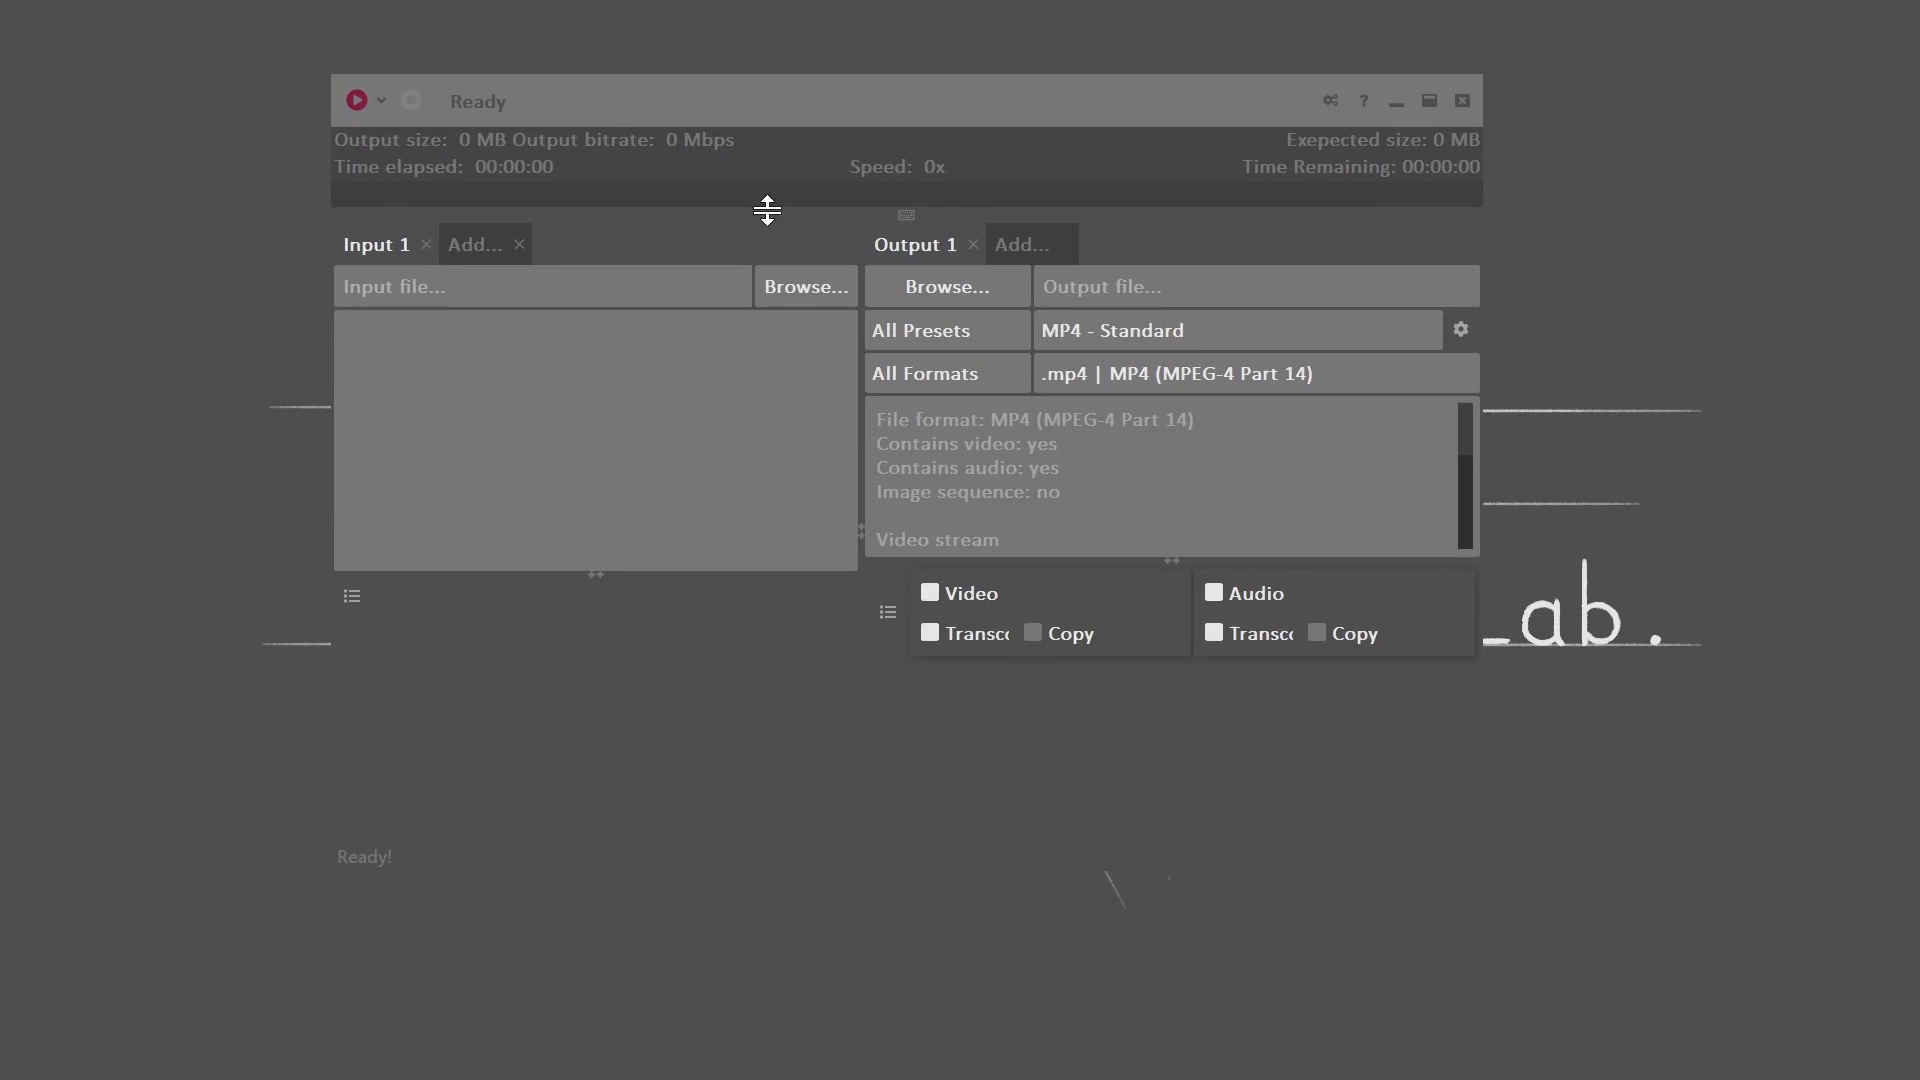 Ready ?
Output size: 0 MB Output bitrate: 0 Mbps Exepected size: 0 MB
Time elapsed: 00:00:00 Speed: 0x Time Remaining: 00:00:00
Input 1 × Add... × Output 1 × Add...
Input file... Browse... Browse... Output file...
All Presets MP4 - Standard
All Formats .mp4 | MP4 (MPEG-4 Part 14)
File format: MP4 (MPEG-4 Part 14)
Contains video: yes
Contains audio: yes
Image sequence: no
Video stream
Video Audio
Transco Copy Transco Copy
ab.
Ready!